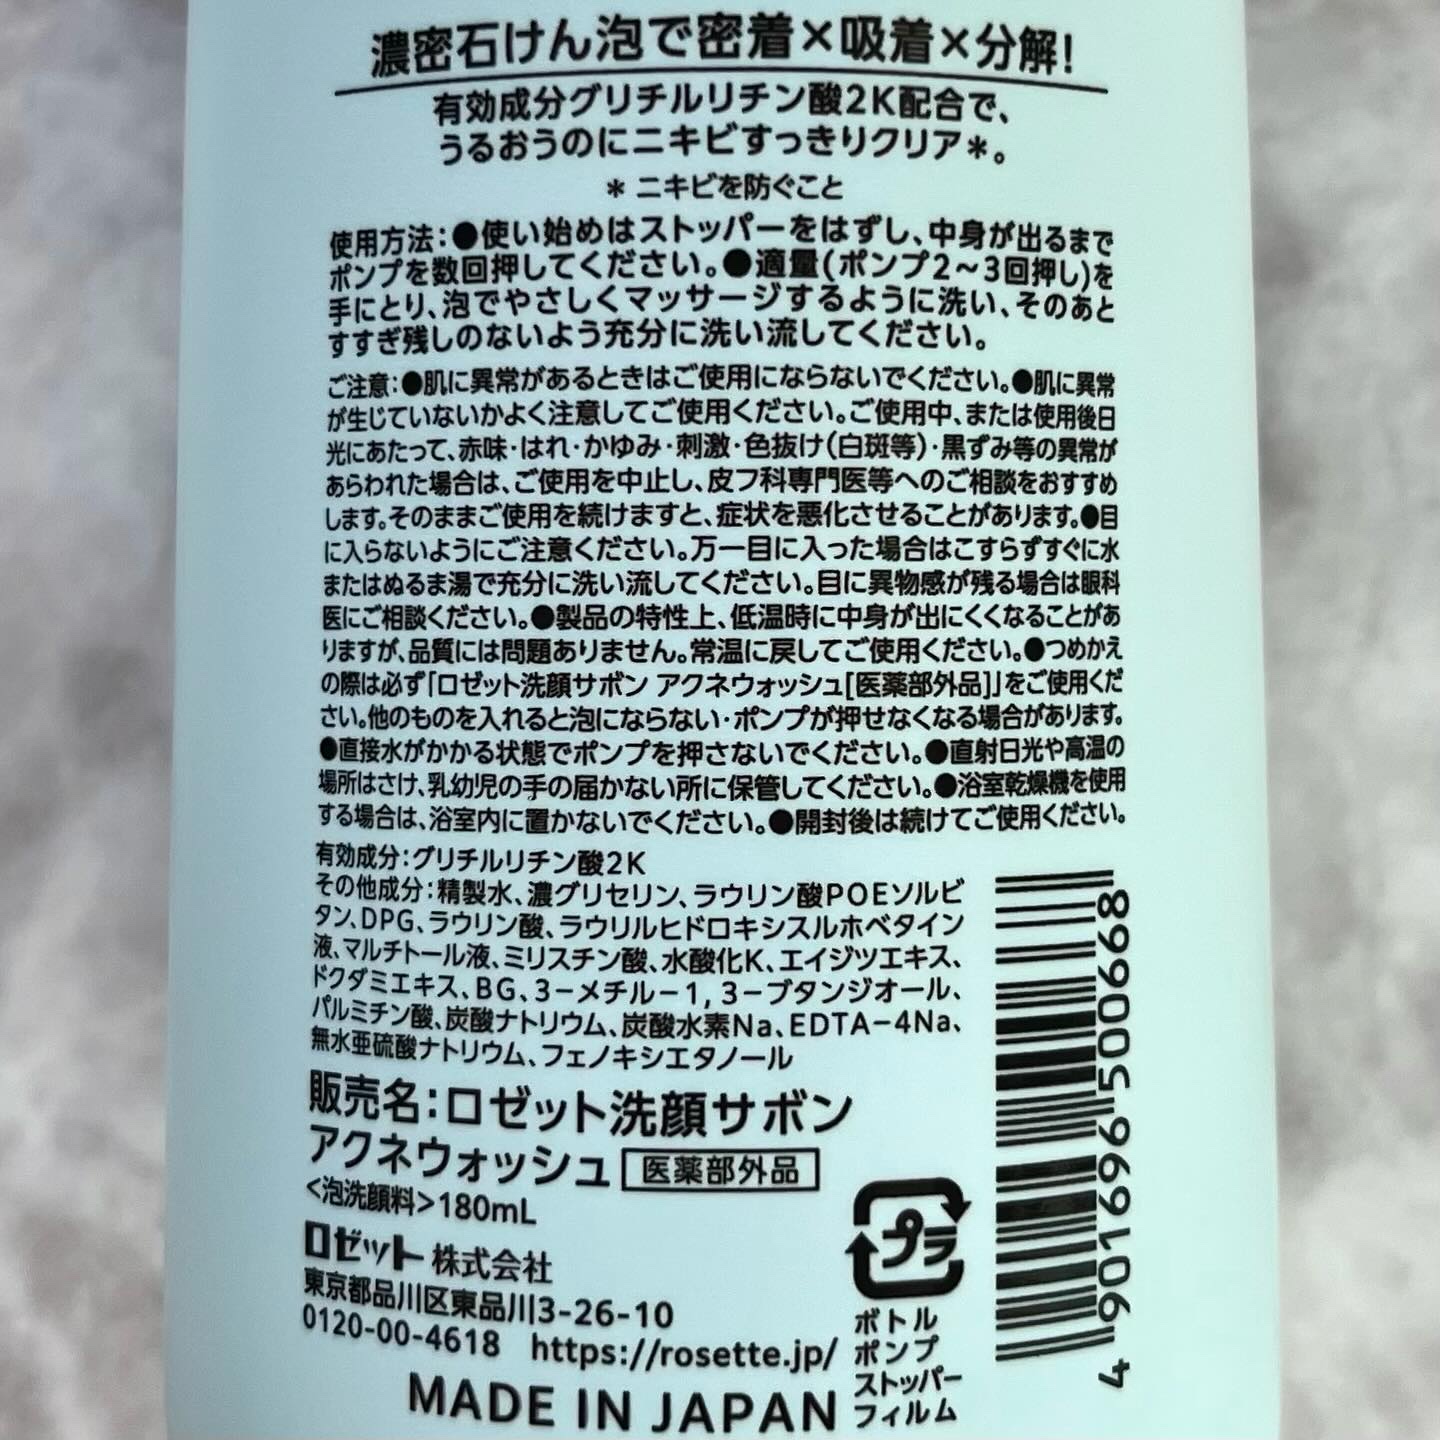 濃密石けん泡で密着×吸着×分解!
有効成分グリチルリチン酸2K配合で、
うるおうのにニキビすっきりクリア*。
* ニキビを防ぐこと
使用方法:●使い始めはストッパーをはずし、中身が出るまで
ポンプを数回押してください。●適量(ポンプ2〜3回押し)を
手にとり、泡でやさしくマッサージするように洗い、そのあと
すすぎ残しのないよう充分に洗い流してください。
ご注意:●肌に異常があるときはご使用にならないでください。●肌に異常
が生じていないかよく注意してご使用ください。ご使用中、または使用後日
光にあたって、赤味・はれ・かゆみ・刺激・色抜け(白斑等)・黒ずみ等の異常が
あらわれた場合は、ご使用を中止し、皮フ科専門医等へのご相談をおすすめ
します。そのままご使用を続けますと、症状を悪化させることがあります。●目
に入らないようにご注意ください。万一目に入った場合はこすらずすぐに水
またはぬるま湯で充分に洗い流してください。目に異物感が残る場合は眼科
医にご相談ください。●製品の特性上、低温時に中身が出にくくなることがあ
りますが、品質には問題ありません。常温に戻してご使用ください。●つめかえ
の際は必ず「ロゼット洗顔サボン アクネウォッシュ[医薬部外品]」をご使用くだ
さい。他のものを入れると泡にならない・ポンプが押せなくなる場合があります。
●直接水がかかる状態でポンプを押さないでください。●直射日光や高温の
場所はさけ、乳幼児の手の届かない所に保管してください。●浴室乾燥機を使用
する場合は、浴室内に置かないでください。●開封後は続けてご使用ください。
有効成分:グリチルリチン酸2K
その他成分:精製水、濃グリセリン、ラウリン酸POEソルビ
タン、DPG、ラウリン酸、ラウリルヒドロキシスルホベタイン
液、マルチトール液、ミリスチン酸、水酸化K、エイジツエキス、
ドクダミエキス、BG、3-メチル-1,3-ブタンジオール、
パルミチン酸、炭酸ナトリウム、炭酸水素Na、EDTA-4Na、
無水亜硫酸ナトリウム、フェノキシエタノール
販売名:ロゼット洗顔サボン
アクネウォッシュ 医薬部外品
<泡洗顔料>180mL
ロゼット株式会社
東京都品川区東品川3-26-10
0120-00-4618 https://rosette.jp/
MADE IN JAPAN
プラ
ボトル
ポンプ
ストッパー
フィルム
4 901696 500668